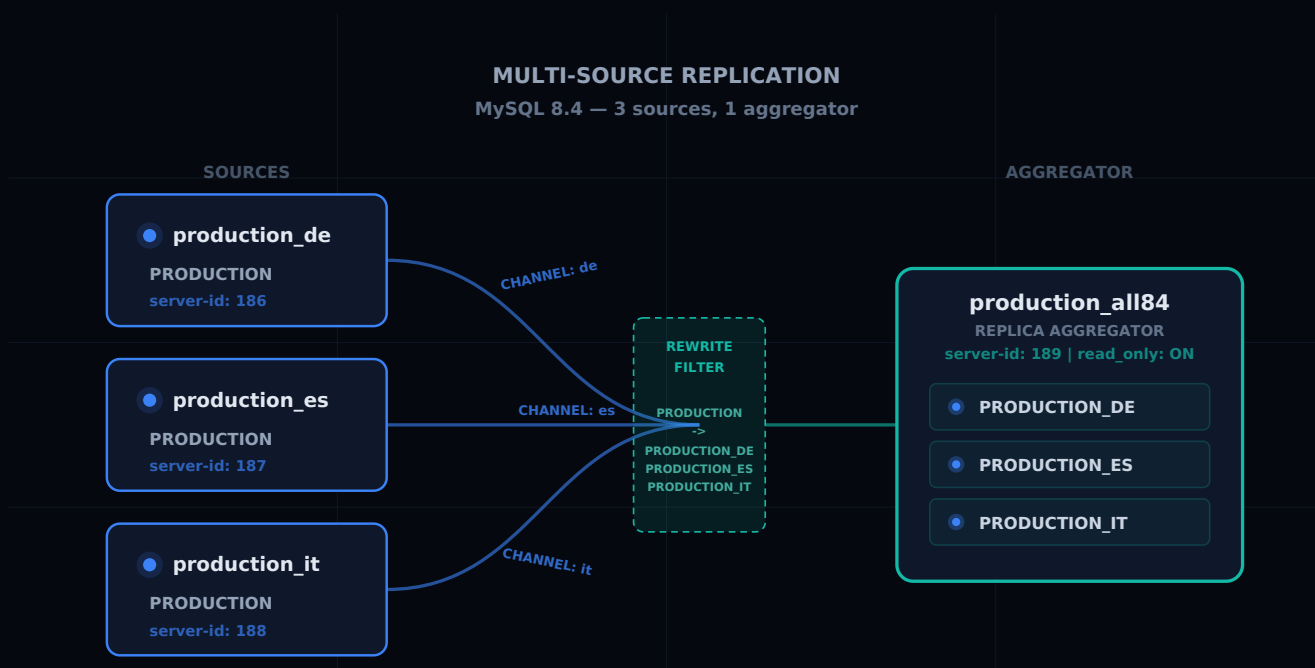 MULTI-SOURCE REPLICATION
MySQL 8.4 — 3 sources, 1 aggregator
SOURCES
production_de
PRODUCTION
server-id: 186
production_es
PRODUCTION
server-id: 187
production_it
PRODUCTION
server-id: 188
CHANNEL: de
CHANNEL: es
CHANNEL: it
REWRITE
FILTER
PRODUCTION
->
PRODUCTION_DE
PRODUCTION_ES
PRODUCTION_IT
AGGREGATOR
production_all84
REPLICA AGGREGATOR
server-id: 189 | read_only: ON
PRODUCTION_DE
PRODUCTION_ES
PRODUCTION_IT